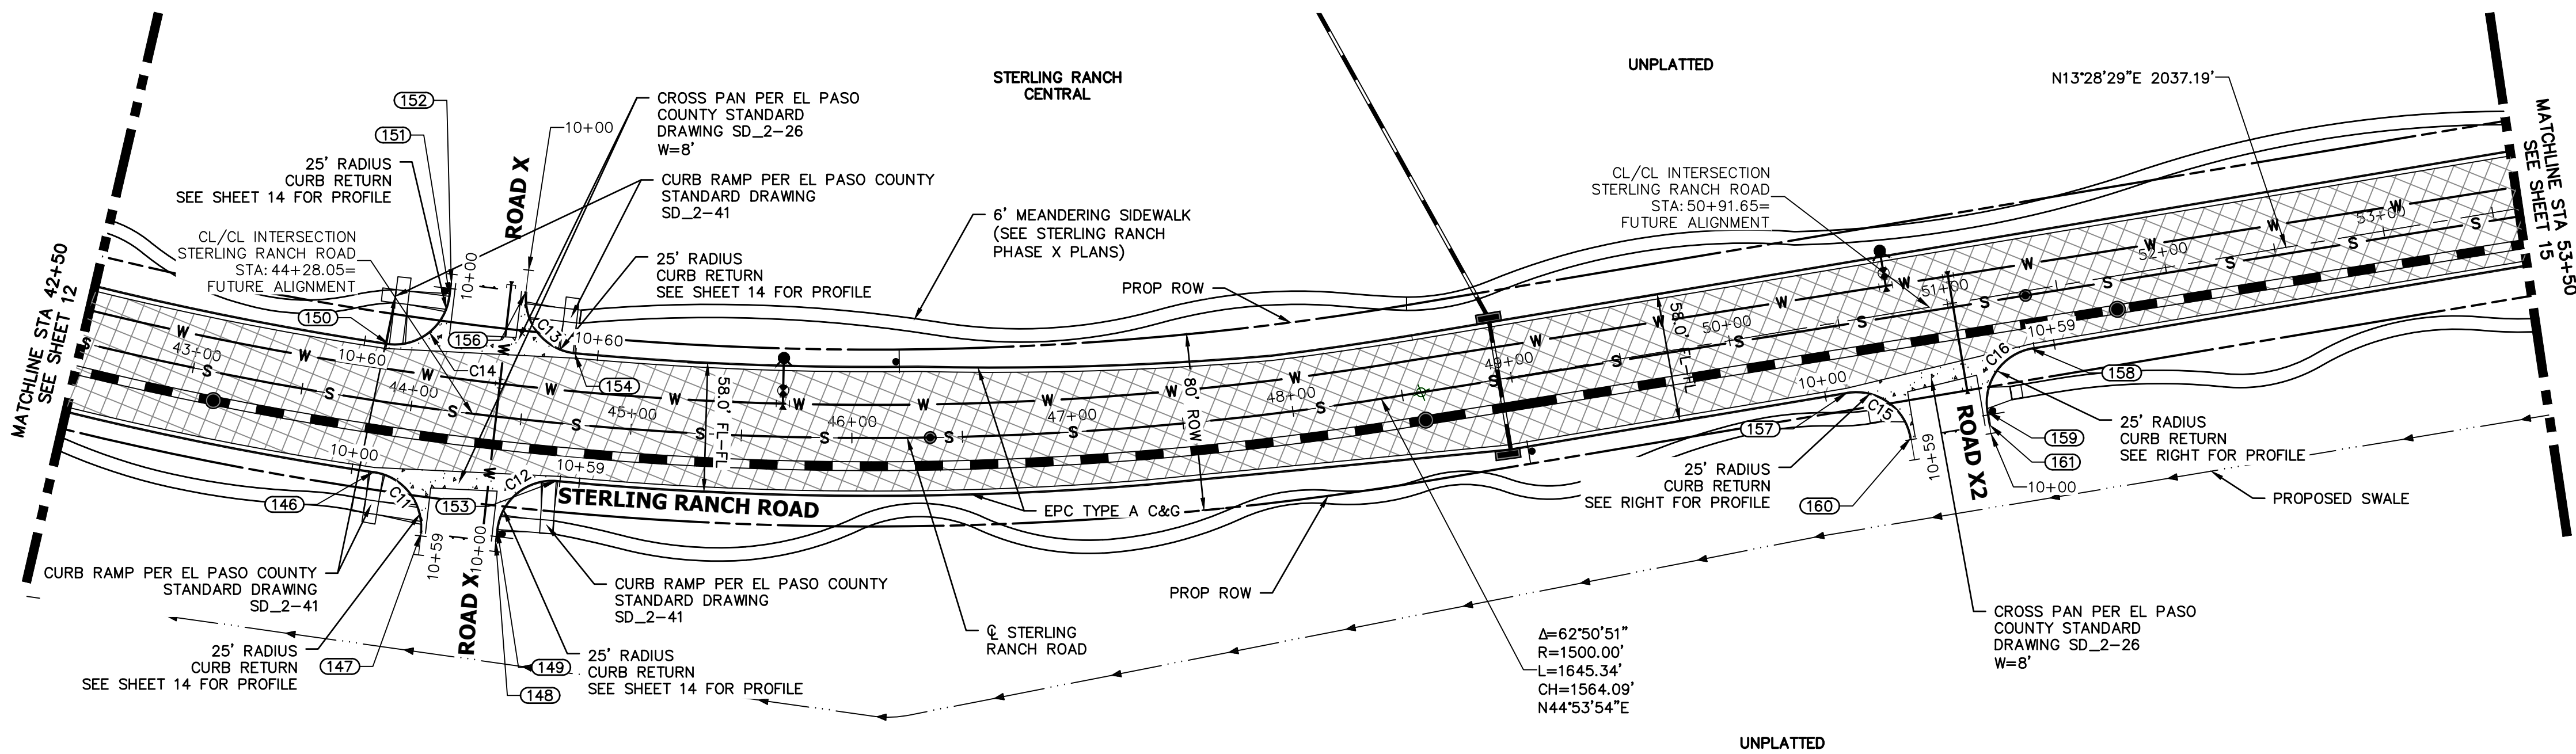 MATCHLINE STA 42+50
SEE SHEET 12
152
151
25' RADIUS
CURB RETURN
SEE SHEET 14 FOR PROFILE
CL/CL INTERSECTION
STERLING RANCH ROAD
STA: 44+28.05=
FUTURE ALIGNMENT
150
10+00
ROAD X
10+00
CROSS PAN PER EL PASO
COUNTY STANDARD
DRAWING SD_2-26
W=8'
CURB RAMP PER EL PASO COUNTY
STANDARD DRAWING
SD_2-41
25' RADIUS
CURB RETURN
SEE SHEET 14 FOR PROFILE
STERLING RANCH
CENTRAL
6' MEANDERING SIDEWALK
(SEE STERLING RANCH
PHASE X PLANS)
PROP ROW
UNPLATTED
CL/CL INTERSECTION
STERLING RANCH ROAD
STA: 50+91.65=
FUTURE ALIGNMENT
N13°28'29"E 2037.19'
MATCHLINE STA 53+50
SEE SHEET 15
156
C13
10+60
154
10+60
C14
43+00
44+00
45+00
46+00
47+00
48+00
49+00
50+00
51+00
52+00
53+00
W
S
58.0' FL-FL
80' ROW
58.0' FL-FL
10+00
C11
146
153
C12
10+59
10+59
10+00
ROAD X
STERLING RANCH ROAD
EPC TYPE A C&G
CURB RAMP PER EL PASO COUNTY
STANDARD DRAWING
SD_2-41
25' RADIUS
CURB RETURN
SEE SHEET 14 FOR PROFILE
147
149
148
25' RADIUS
CURB RETURN
SEE SHEET 14 FOR PROFILE
CURB RAMP PER EL PASO COUNTY
STANDARD DRAWING
SD_2-41
℄ STERLING
RANCH ROAD
PROP ROW
Δ=62°50'51"
R=1500.00'
L=1645.34'
CH=1564.09'
N44°53'54"E
10+00
C15
157
25' RADIUS
CURB RETURN
SEE RIGHT FOR PROFILE
160
10+59
ROAD X2
C16
10+59
158
159
161
10+00
25' RADIUS
CURB RETURN
SEE RIGHT FOR PROFILE
PROPOSED SWALE
CROSS PAN PER EL PASO
COUNTY STANDARD
DRAWING SD_2-26
W=8'
UNPLATTED